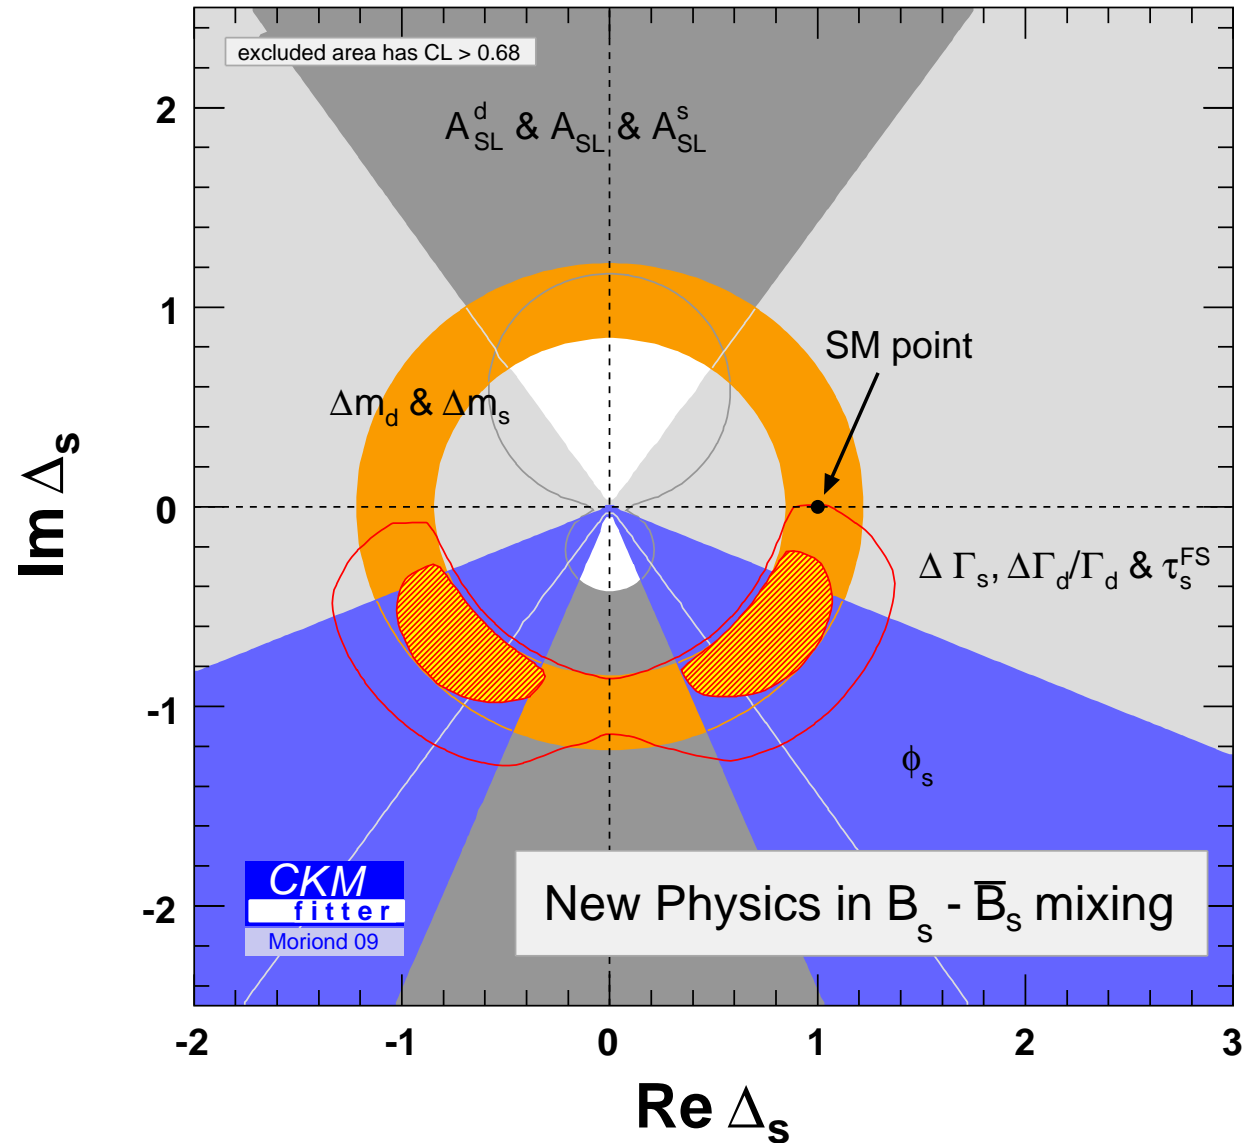 excluded area has CL > 0.68
A_SL^d & A_SL & A_SL^s
SM point
Δm_d & Δm_s
Δ Γ_s, ΔΓ_d/Γ_d & τ_s^FS
ϕ_s
CKM
fitter
Moriond 09
New Physics in B_s - B̅_s mixing
2
1
0
-1
-2
Im Δ_s
-2 -1 0 1 2 3
Re Δ_s